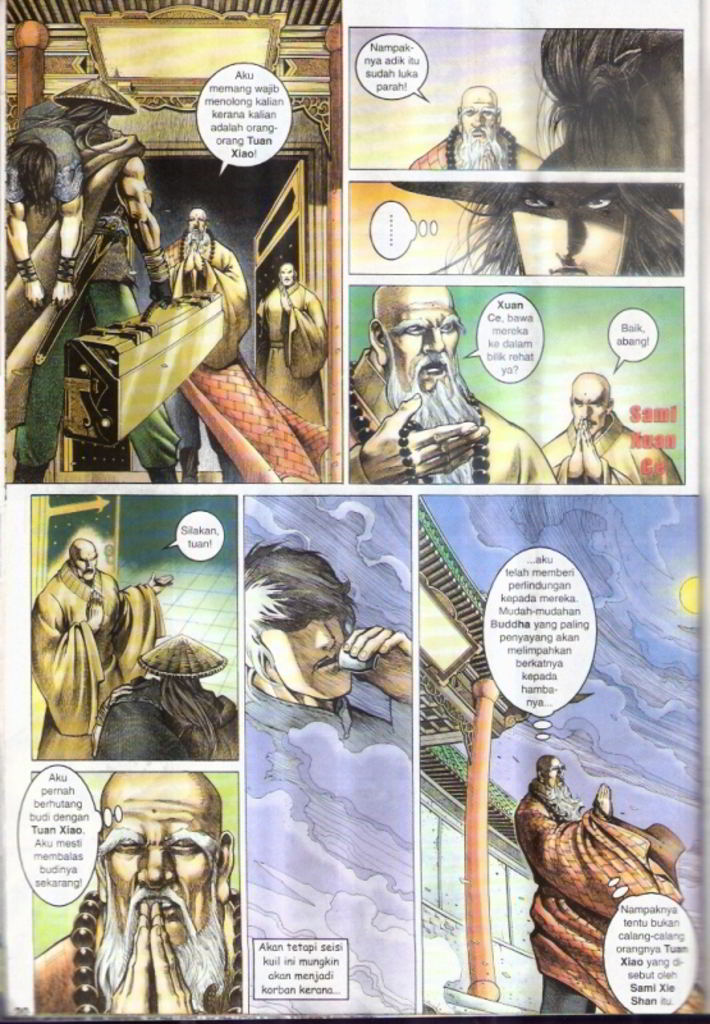 Aku
memang wajib
menolong kalian
kerana kalian
adalah orang-
orang Tuan
Xiao!
Nampak-
nya adik itu
sudah luka
parah!
.......
Xuan
Ce, bawa
mereka
ke dalam
bilik rehat
ya?
Baik,
abang!
Sami
Xuan
Ce
Silakan,
tuan!
Aku
pernah
berhutang
budi dengan
Tuan Xiao.
Aku mesti
membalas
budinya
sekarang!
Akan tetapi seisi
kuil ini mungkin
akan menjadi
korban kerana...
...aku
telah memberi
perlindungan
kepada mereka.
Mudah-mudahan
Buddha yang paling
penyayang akan
melimpahkan
berkatnya
kepada
hamba-
nya...
Nampaknya
tentu bukan
calang-calang
orangnya Tuan
Xiao yang di-
sebut oleh
Sami Xie
Shan itu.